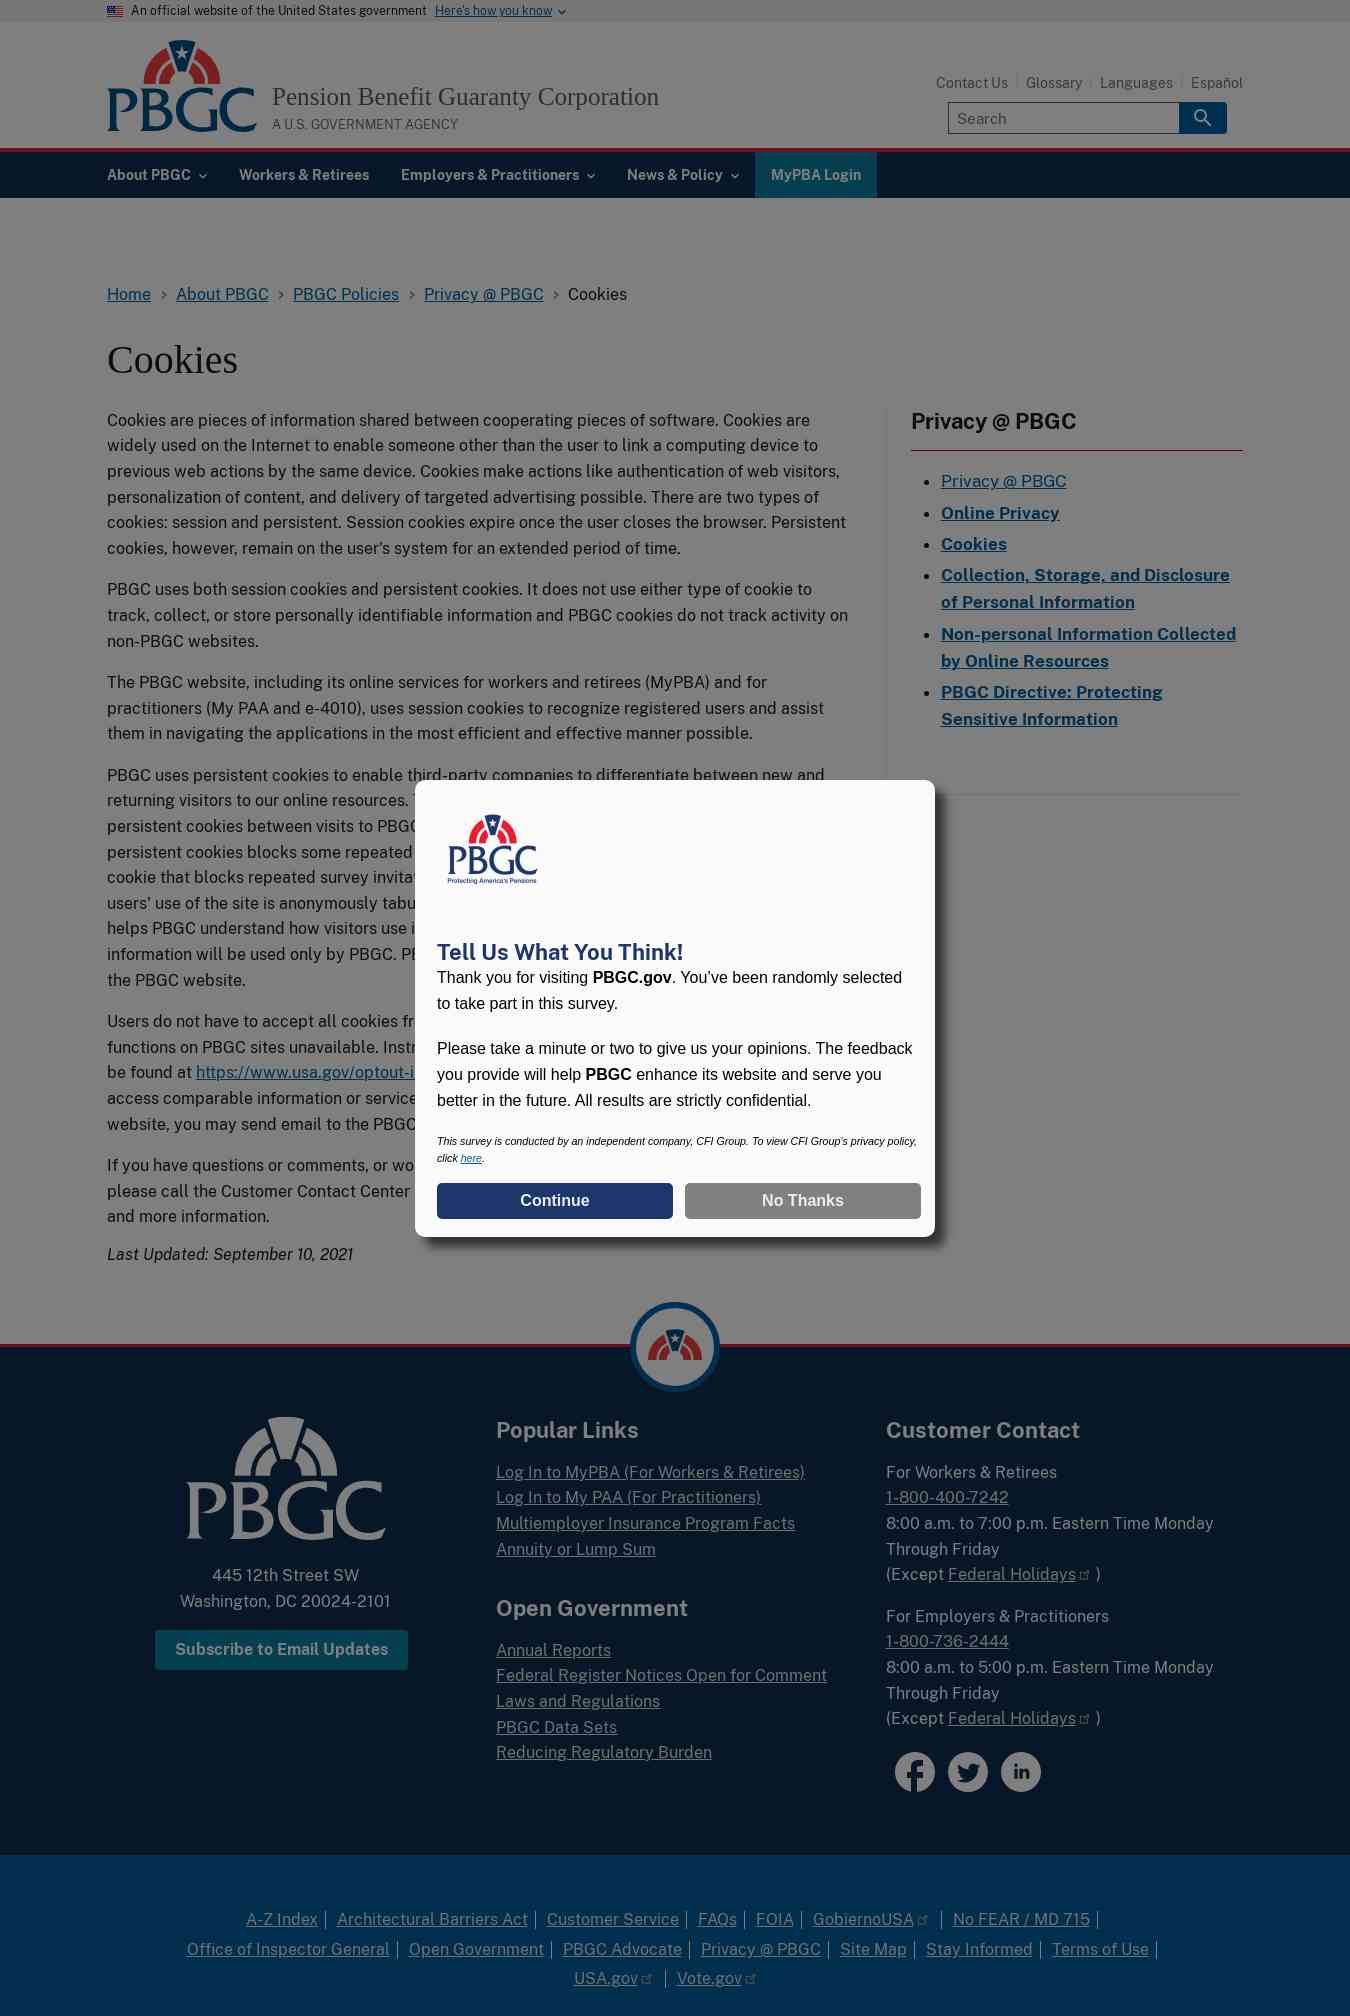 An official website of the United States government Here's how you know
PBGC
Pension Benefit Guaranty Corporation
A U.S. GOVERNMENT AGENCY
Contact Us Glossary Languages Español
Search
About PBGC Workers & Retirees Employers & Practitioners News & Policy MyPBA Login
Home About PBGC PBGC Policies Privacy @ PBGC Cookies
Cookies
Cookies are pieces of information shared between cooperating pieces of software. Cookies are
widely used on the Internet to enable someone other than the user to link a computing device to
previous web actions by the same device. Cookies make actions like authentication of web visitors,
personalization of content, and delivery of targeted advertising possible. There are two types of
cookies: session and persistent. Session cookies expire once the user closes the browser. Persistent
cookies, however, remain on the user's system for an extended period of time.
PBGC uses both session cookies and persistent cookies. It does not use either type of cookie to
track, collect, or store personally identifiable information and PBGC cookies do not track activity on
non-PBGC websites.
The PBGC website, including its online services for workers and retirees (MyPBA) and for
practitioners (My PAA and e-4010), uses session cookies to recognize registered users and assist
them in navigating the applications in the most efficient and effective manner possible.
PBGC uses persistent cookies to enable third-party companies to differentiate between new and
returning visitors to our online resources.
persistent cookies between visits to PBGC
persistent cookies blocks some repeated
cookie that blocks repeated survey
users' use of the site is anonymously
helps PBGC understand how visitors use
information will be used only by PBGC.
the PBGC website.
Users do not have to accept all cookies
functions on PBGC sites unavailable.
be found at https://www.usa.gov/optout-i
access comparable information or service
website, you may send email to the PBGC
If you have questions or comments, or
please call the Customer Contact Center
and more information.
Last Updated: September 10, 2021
Privacy @ PBGC
Privacy @ PBGC
Online Privacy
Cookies
Collection, Storage, and Disclosure
of Personal Information
Non-personal Information Collected
by Online Resources
PBGC Directive: Protecting
Sensitive Information
PBGC
Protecting America's Pensions
Tell Us What You Think!
Thank you for visiting PBGC.gov. You've been randomly selected
to take part in this survey.
Please take a minute or two to give us your opinions. The feedback
you provide will help PBGC enhance its website and serve you
better in the future. All results are strictly confidential.
This survey is conducted by an independent company, CFI Group. To view CFI Group's privacy policy,
click here.
Continue No Thanks
PBGC
445 12th Street SW
Washington, DC 20024-2101
Subscribe to Email Updates
Popular Links
Log In to MyPBA (For Workers & Retirees)
Log In to My PAA (For Practitioners)
Multiemployer Insurance Program Facts
Annuity or Lump Sum
Open Government
Annual Reports
Federal Register Notices Open for Comment
Laws and Regulations
PBGC Data Sets
Reducing Regulatory Burden
Customer Contact
For Workers & Retirees
1-800-400-7242
8:00 a.m. to 7:00 p.m. Eastern Time Monday
Through Friday
(Except Federal Holidays )
For Employers & Practitioners
1-800-736-2444
8:00 a.m. to 5:00 p.m. Eastern Time Monday
Through Friday
(Except Federal Holidays )
in
A-Z Index Architectural Barriers Act Customer Service FAQs FOIA GobiernoUSA No FEAR / MD 715
Office of Inspector General Open Government PBGC Advocate Privacy @ PBGC Site Map Stay Informed Terms of Use
USA.gov Vote.gov